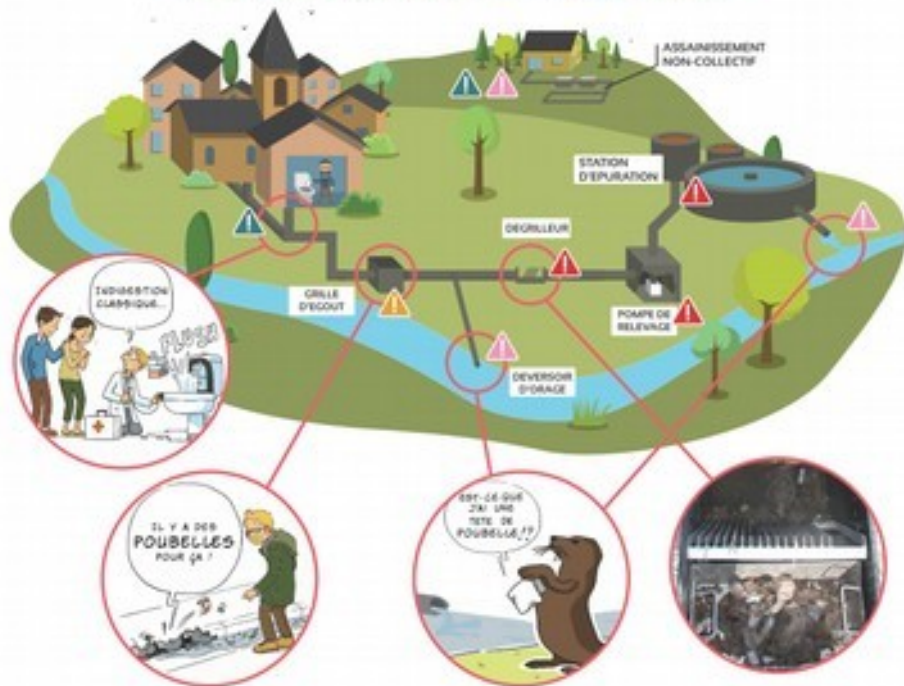 ASSAINISSEMENT
NON-COLLECTIF
STATION
D'EPURATION
DEGRILLEUR
GRILLE
D'EGOUT
POMPE DE
RELEVAGE
DEVERSOIR
D'ORAGE
INDIGESTION
CLASSIQUE...
IL Y A DES
POUBELLES
POUR ÇA !
EST-CE QUE
J'AI UNE
TETE DE
POUBELLE !?